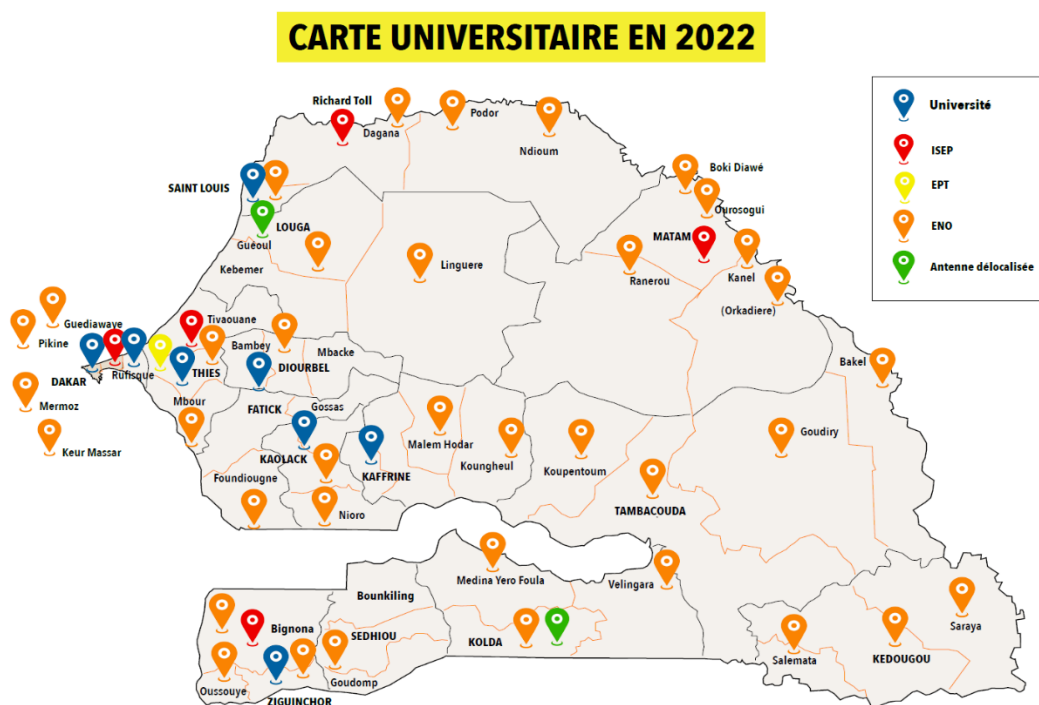 CARTE UNIVERSITAIRE EN 2022
Université
ISEP
EPT
ENO
Antenne délocalisée
Richard Toll
Dagana
Podor
Ndioum
Boki Diawé
SAINT LOUIS
Ourosogui
LOUGA
Guéoul
MATAM
Kebemer
Linguere
Ranerou
Kanel
(Orkadiere)
Guediawaye
Tivaouane
Pikine
Bambey
Mbacke
Rufisque
THIES
DIOURBEL
DAKAR
Bakel
Mbour
FATICK
Gossas
Mermoz
Malem Hodar
Goudiry
Keur Massar
KAOLACK
Koungheul
Koupentoum
Foundiougne
KAFFRINE
TAMBACOUDA
Nioro
Medina Yero Foula
Velingara
Bounkiling
Saraya
Bignona
SEDHIOU
KOLDA
Salemata
KEDOUGOU
Oussouye
Goudomp
ZIGUINCHOR